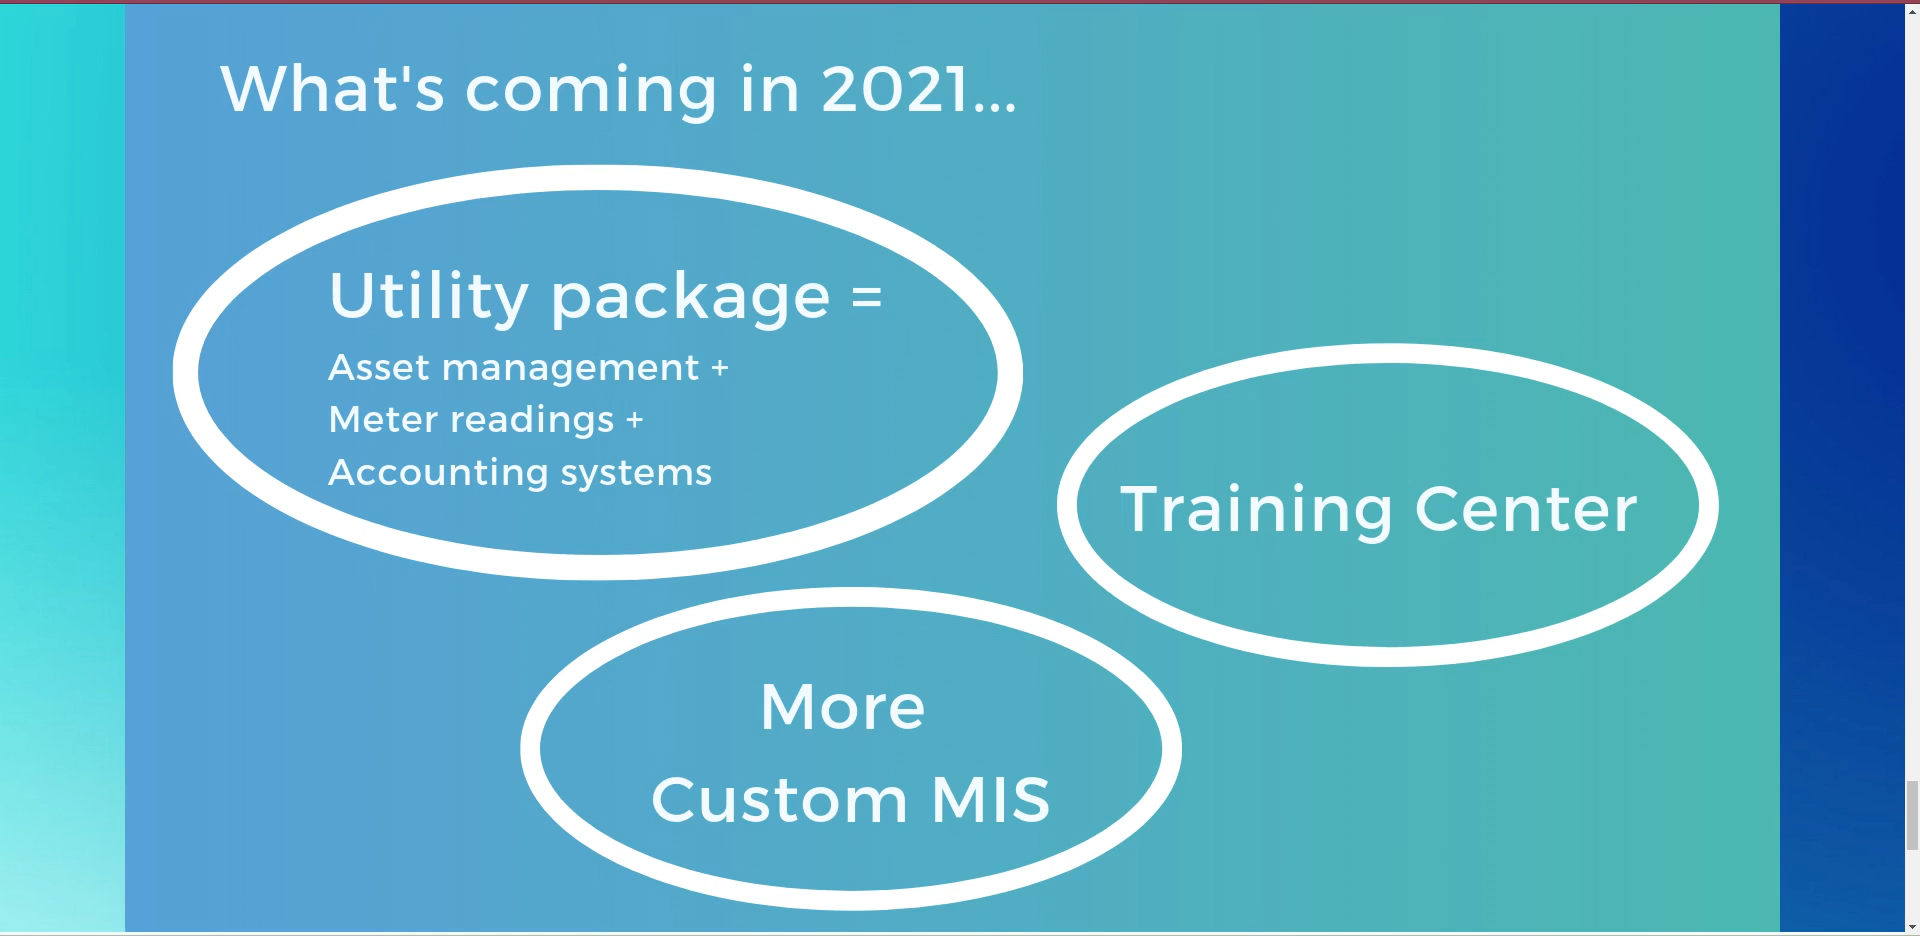 What's coming in 2021...
Utility package =
Asset management +
Meter readings +
Accounting systems
Training Center
More
Custom MIS